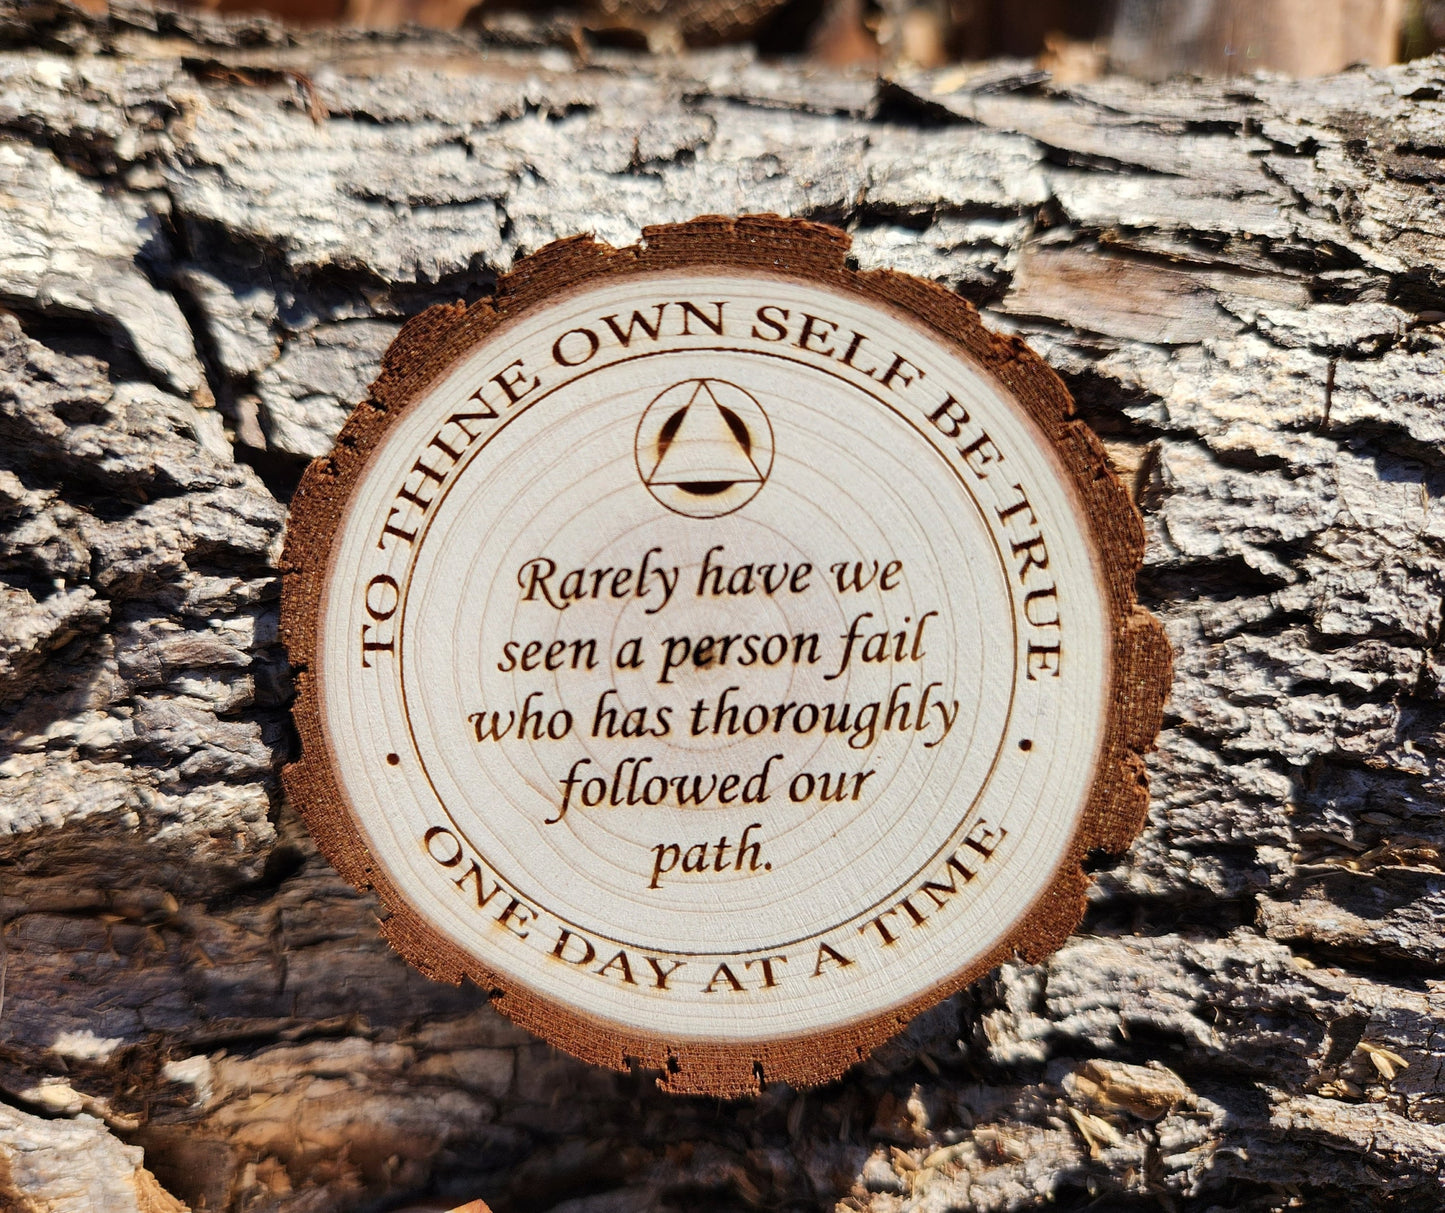 TO THINE OWN SELF BE TRUE
Rarely have we
seen a person fail
who has thoroughly
followed our
path.
• ONE DAY AT A TIME •